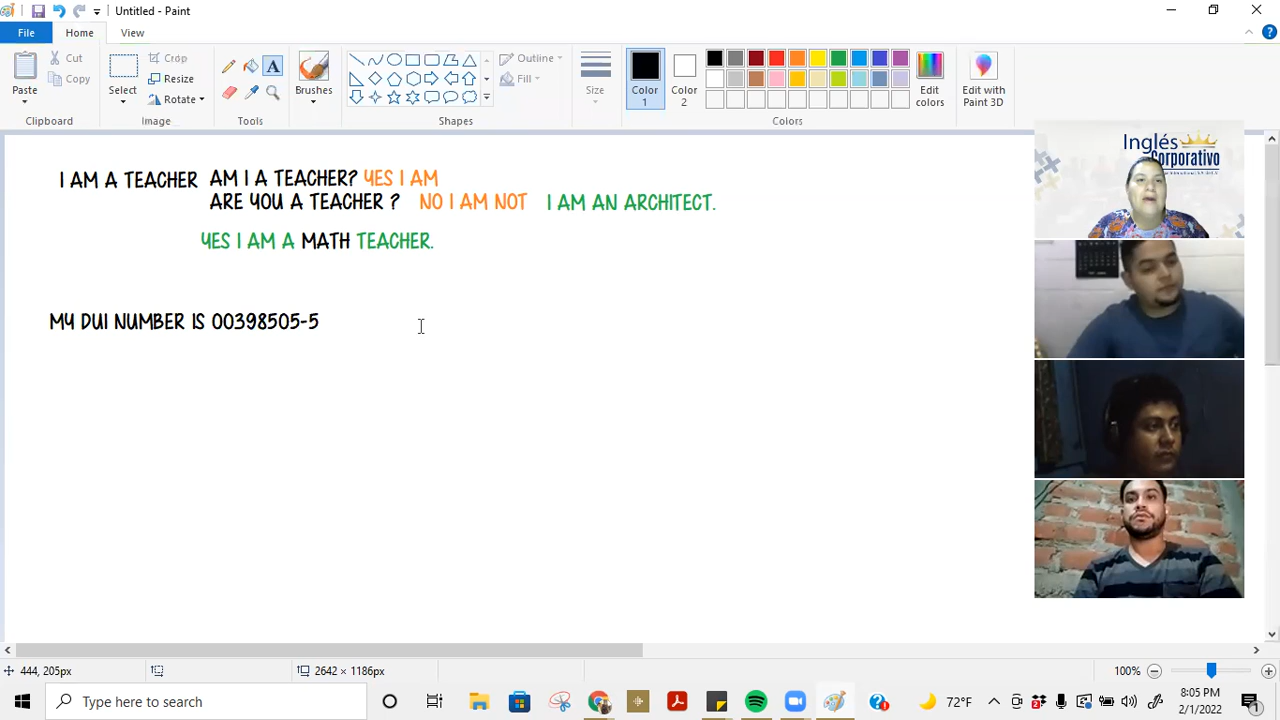 Untitled - Paint
File
Home
View
Paste
Cut
Copy
Clipboard
Select
Crop
Resize
Rotate
Image
Tools
Brushes
Shapes
Outline
Fill
Size
Color 1
Color 2
Edit colors
Colors
Edit with Paint 3D
I AM A TEACHER AM I A TEACHER? YES I AM
ARE YOU A TEACHER ? NO I AM NOT I AM AN ARCHITECT.
YES I AM A MATH TEACHER.
MY DUI NUMBER IS 00398505-5
Inglés
Corporativo
444, 205px
2642 × 1186px
100%
Type here to search
72°F
8:05 PM
2/1/2022